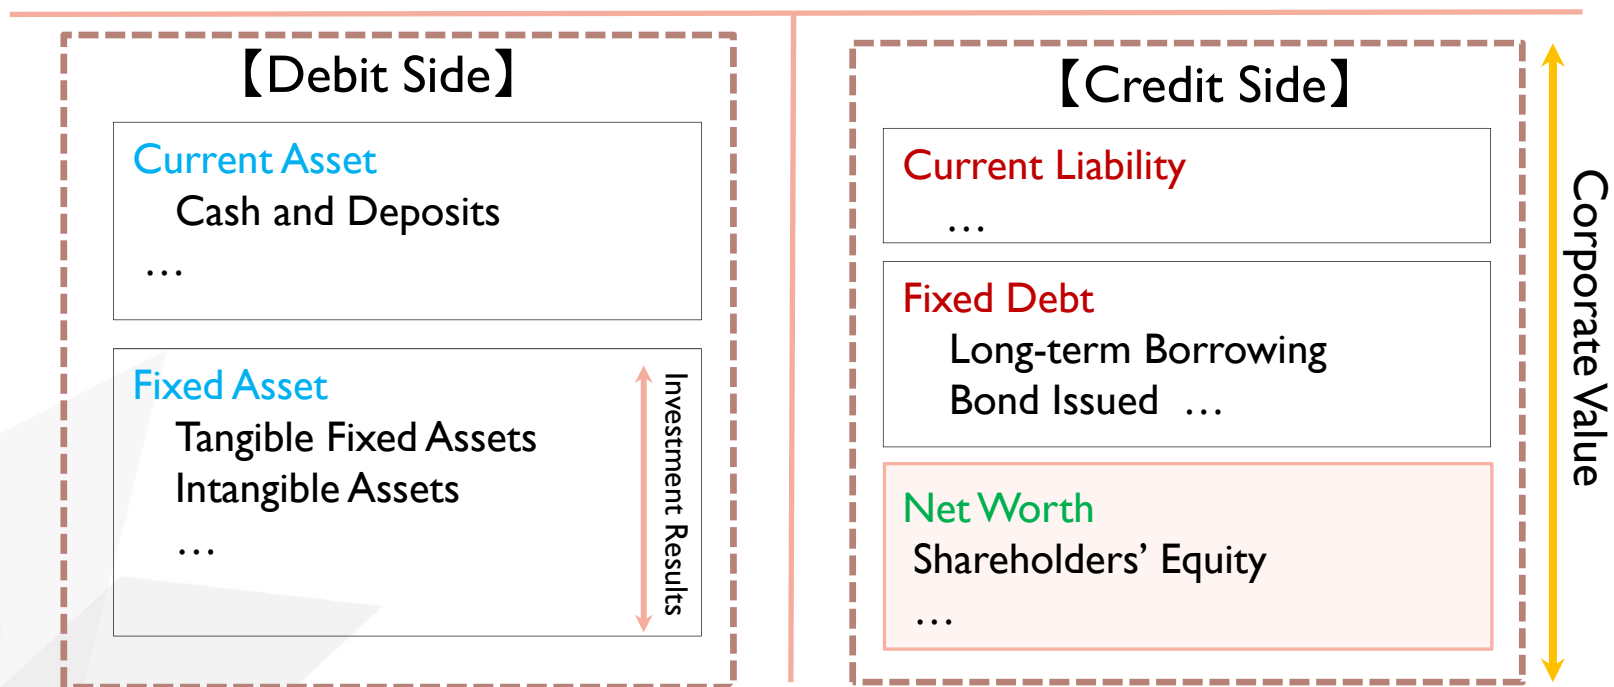 【Debit Side】
Current Asset
Cash and Deposits
…
Fixed Asset
Tangible Fixed Assets
Intangible Assets
…
Investment Results
【Credit Side】
Current Liability
…
Fixed Debt
Long-term Borrowing
Bond Issued …
Net Worth
Shareholders’ Equity
…
Corporate Value